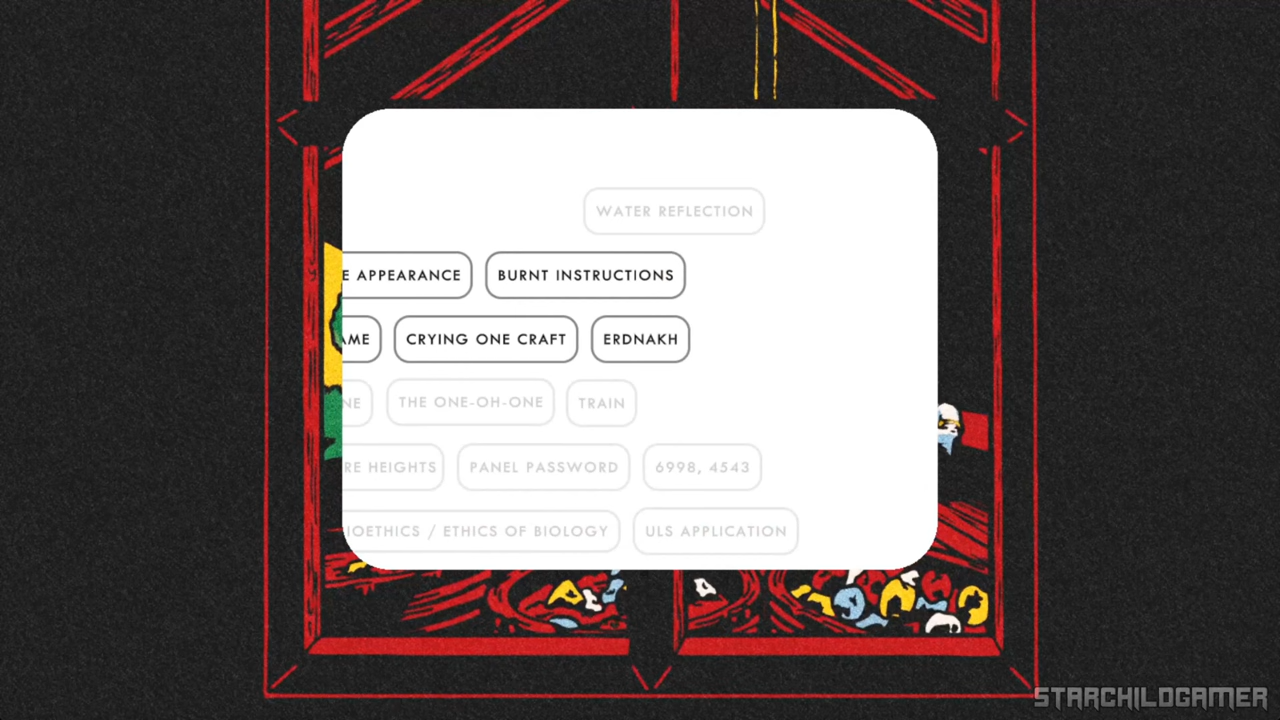 WATER REFLECTION
E APPEARANCE BURNT INSTRUCTIONS
AME CRYING ONE CRAFT ERDNAKH
NE THE ONE-OH-ONE TRAIN
RE HEIGHTS PANEL PASSWORD 6998, 4543
IOETHICS / ETHICS OF BIOLOGY ULS APPLICATION
STARCHILDGAMER